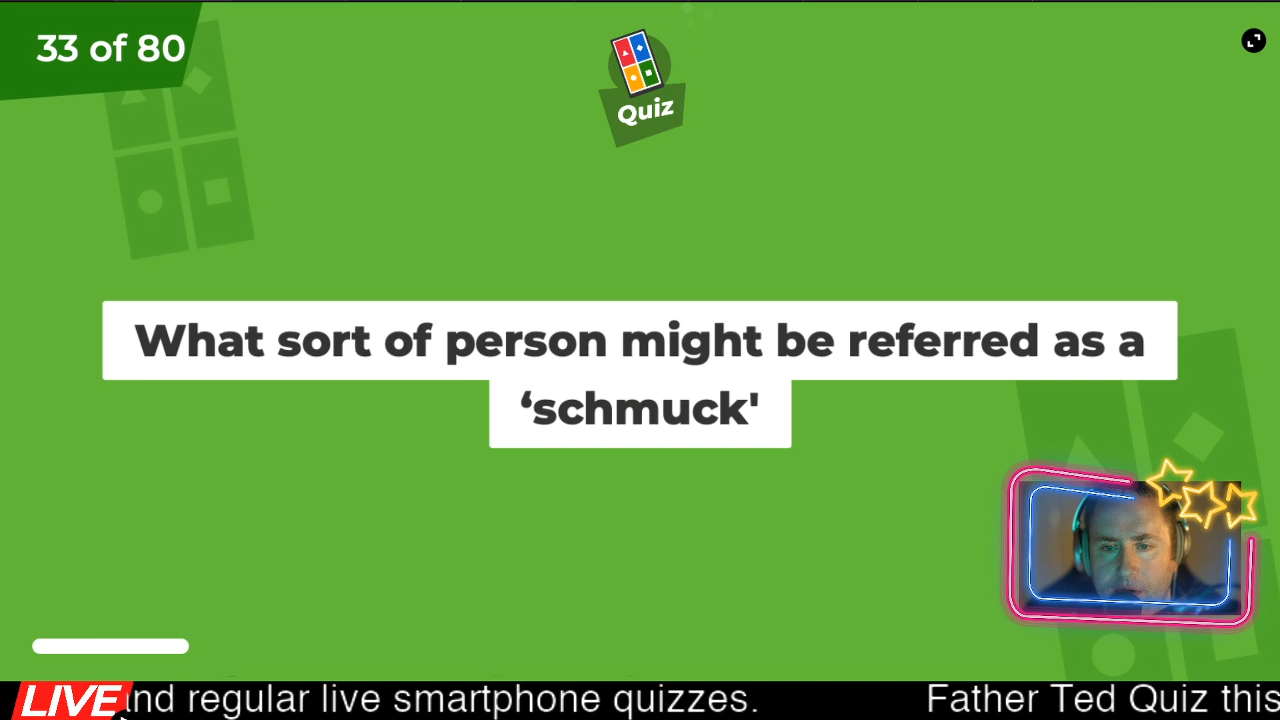 33 of 80
Quiz
What sort of person might be referred as a
‘schmuck'
LIVE
and regular live smartphone quizzes. Father Ted Quiz this